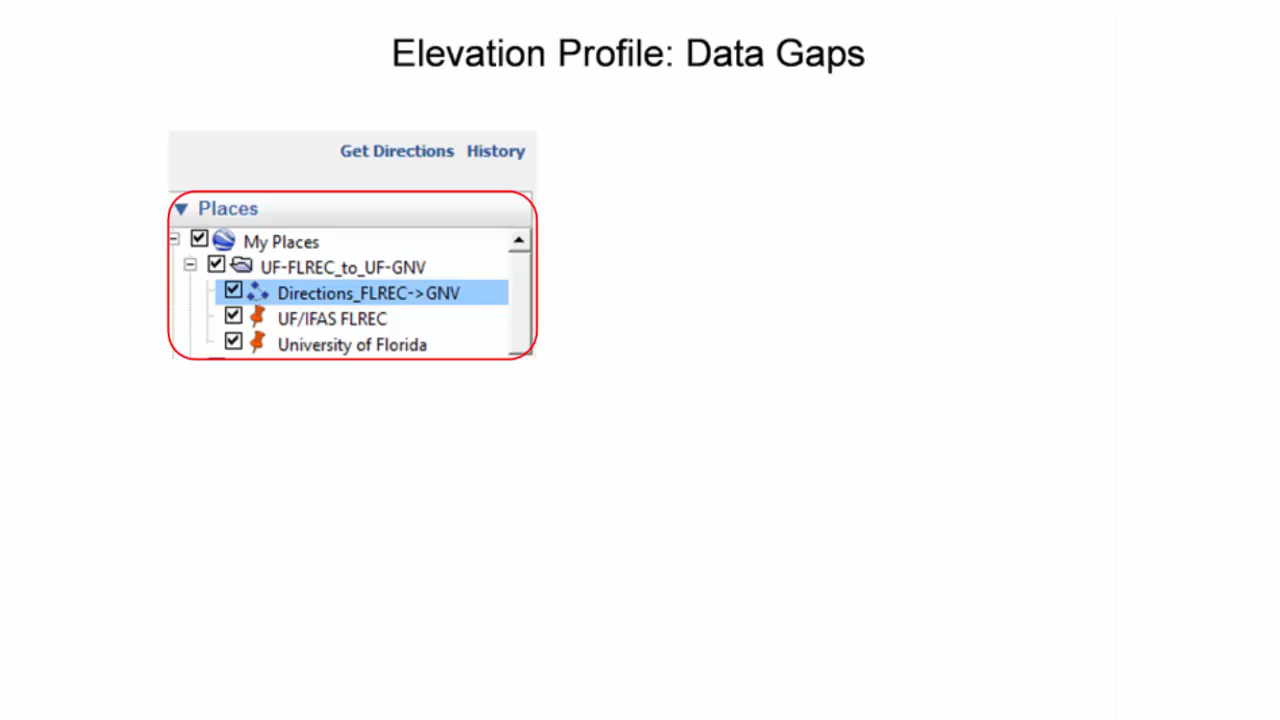 Elevation Profile: Data Gaps
Get Directions History
Places
My Places
UF-FLREC_to_UF-GNV
Directions_FLREC->GNV
UF/IFAS FLREC
University of Florida